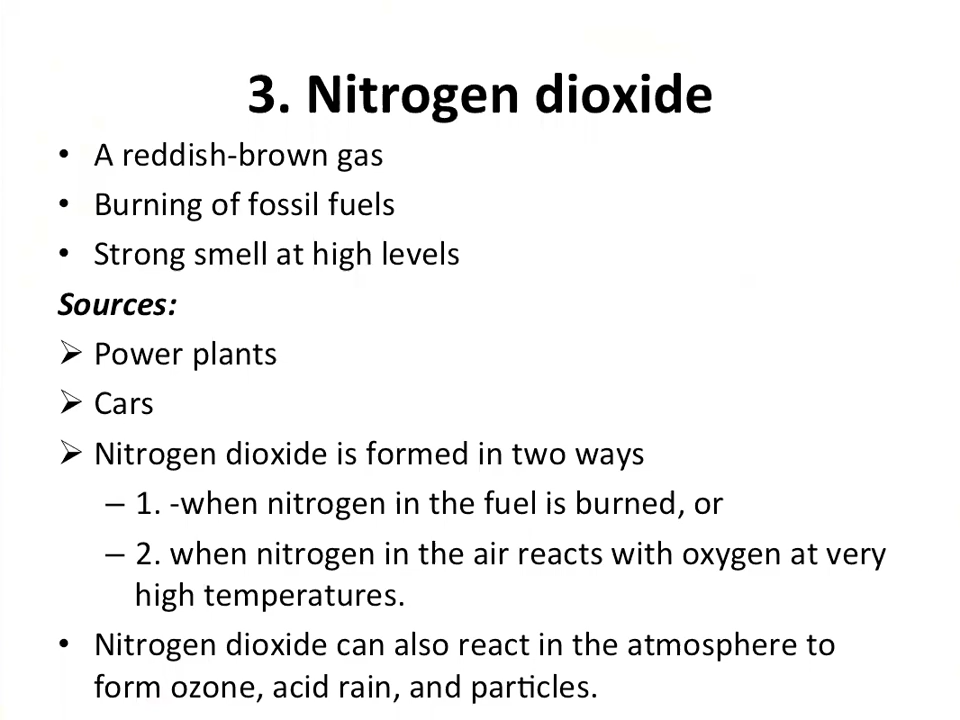 3. Nitrogen dioxide
• A reddish-brown gas
• Burning of fossil fuels
• Strong smell at high levels
Sources:
➢ Power plants
➢ Cars
➢ Nitrogen dioxide is formed in two ways
– 1. -when nitrogen in the fuel is burned, or
– 2. when nitrogen in the air reacts with oxygen at very
high temperatures.
• Nitrogen dioxide can also react in the atmosphere to
form ozone, acid rain, and particles.